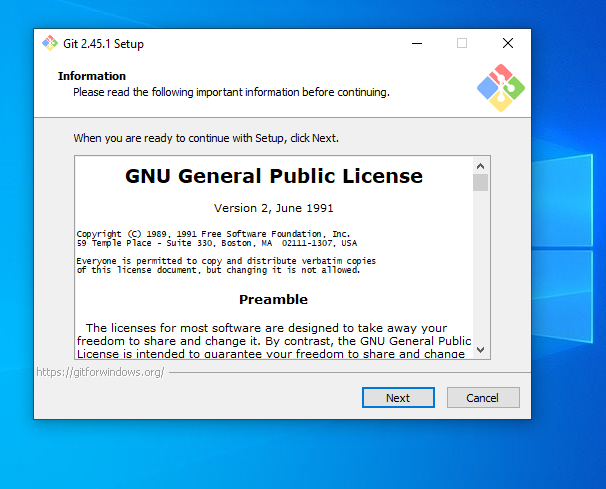 Git 2.45.1 Setup
Information
Please read the following important information before continuing.
When you are ready to continue with Setup, click Next.
GNU General Public License
Version 2, June 1991
Copyright (C) 1989, 1991 Free Software Foundation, Inc.
59 Temple Place - Suite 330, Boston, MA  02111-1307, USA
Everyone is permitted to copy and distribute verbatim copies
of this license document, but changing it is not allowed.
Preamble
The licenses for most software are designed to take away your
freedom to share and change it. By contrast, the GNU General Public
License is intended to guarantee your freedom to share and change
https://gitforwindows.org/
Next
Cancel